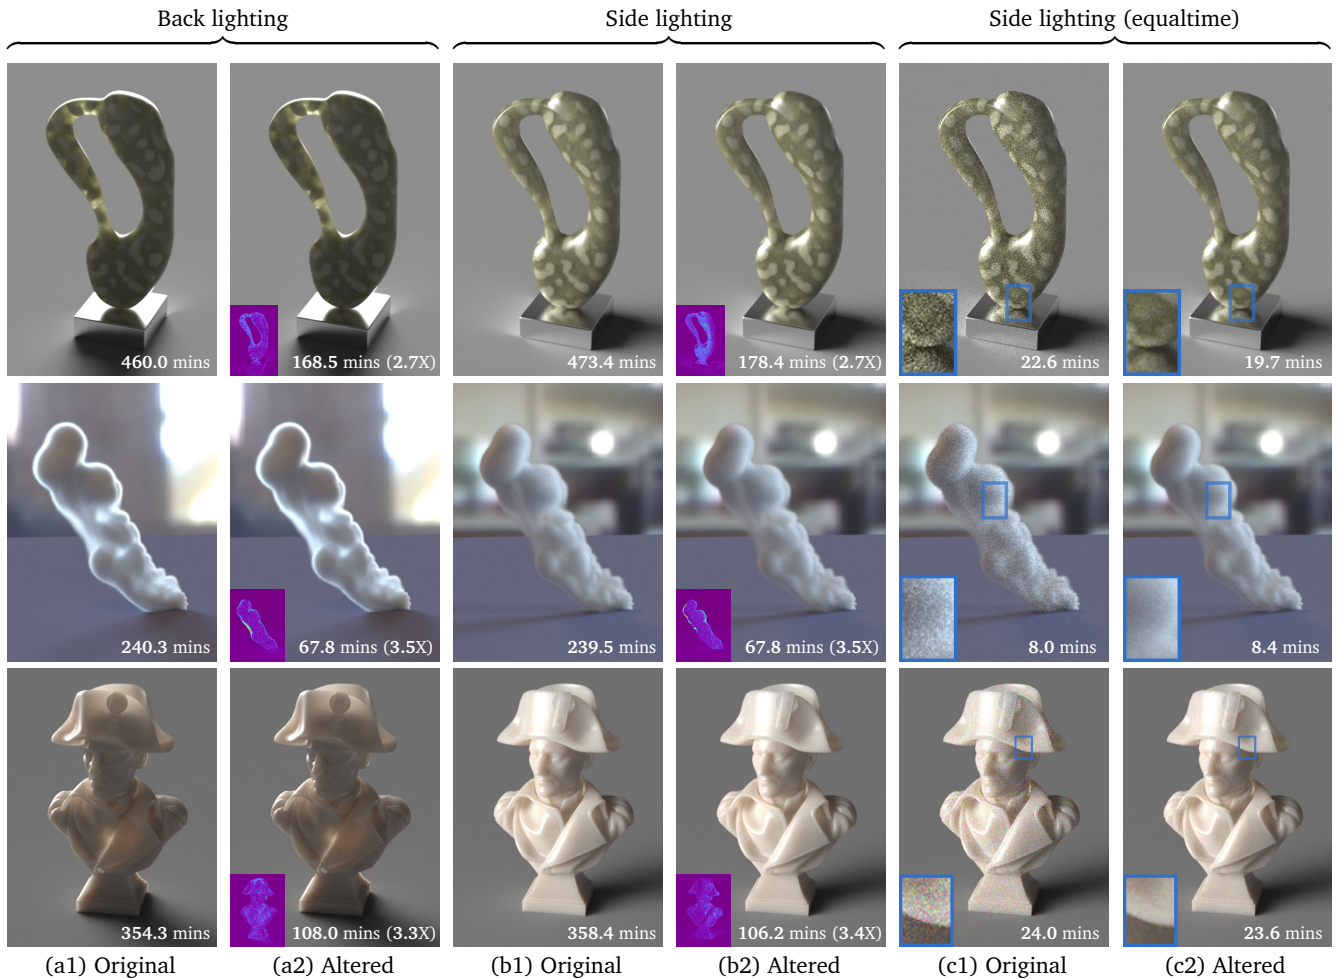 Back lighting
Side lighting
Side lighting (equaltime)
460.0 mins
168.5 mins (2.7X)
473.4 mins
178.4 mins (2.7X)
22.6 mins
19.7 mins
240.3 mins
67.8 mins (3.5X)
239.5 mins
67.8 mins (3.5X)
8.0 mins
8.4 mins
354.3 mins
108.0 mins (3.3X)
358.4 mins
106.2 mins (3.4X)
24.0 mins
23.6 mins
(a1) Original
(a2) Altered
(b1) Original
(b2) Altered
(c1) Original
(c2) Altered